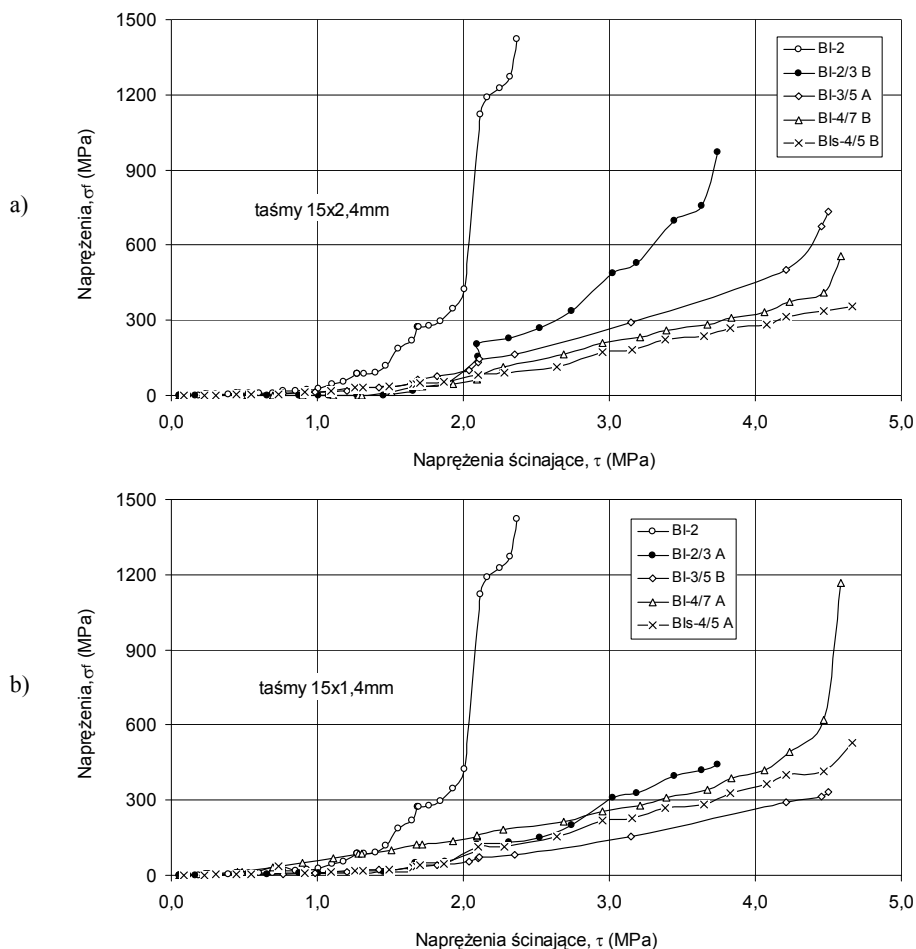 a)
Naprężenia, σf (MPa)
1500
1200
900
600
300
0
0,0 1,0 2,0 3,0 4,0 5,0
Naprężenia ścinające, τ (MPa)
taśmy 15x2,4mm
BI-2
BI-2/3 B
BI-3/5 A
BI-4/7 B
BIs-4/5 B
b)
Naprężenia, σf (MPa)
1500
1200
900
600
300
0
0,0 1,0 2,0 3,0 4,0 5,0
Naprężenia ścinające, τ (MPa)
taśmy 15x1,4mm
BI-2
BI-2/3 A
BI-3/5 B
BI-4/7 A
BIs-4/5 A